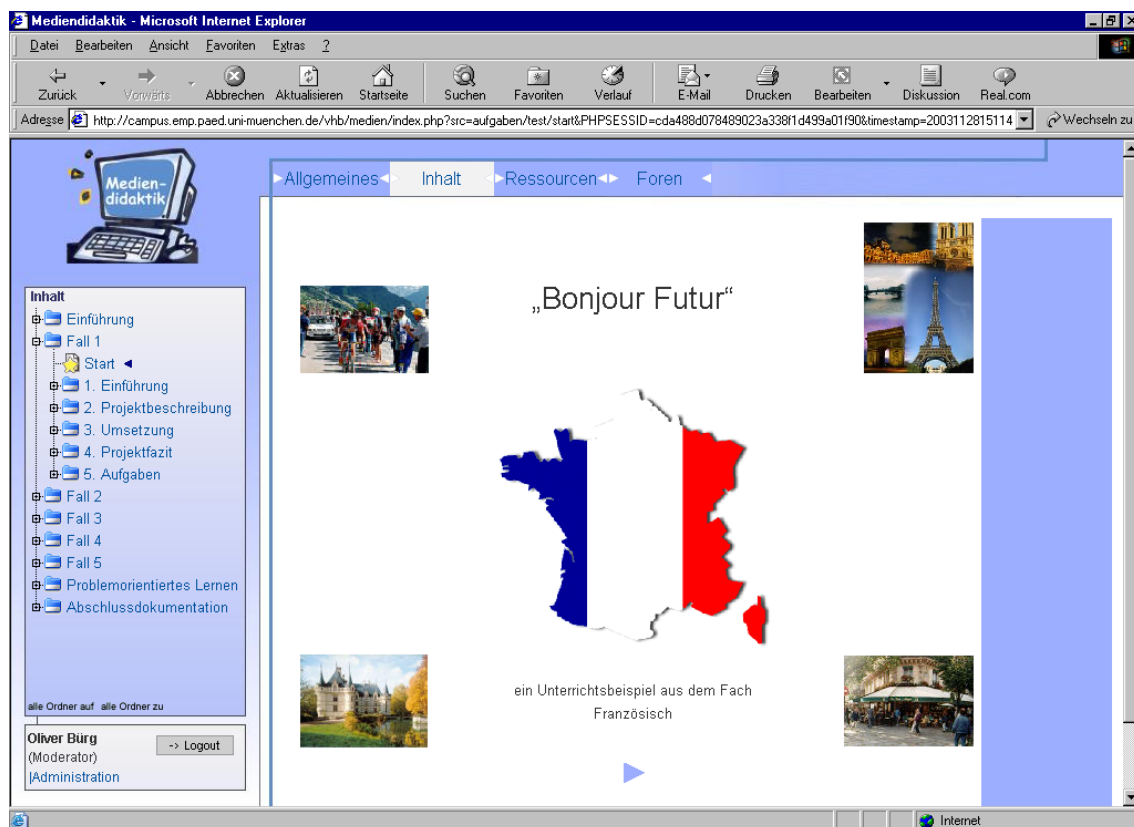 Mediendidaktik - Microsoft Internet Explorer
Datei Bearbeiten Ansicht Favoriten Extras ?
Zurück Vorwärts Abbrechen Aktualisieren Startseite Suchen Favoriten Verlauf E-Mail Drucken Bearbeiten Diskussion Real.com
Adresse http://campus.emp.paed.uni-muenchen.de/vhb/medien/index.php?src=aufgaben/test/start&PHPSESSID=cda488d078489023a338f1d499a01f90&timestamp=2003112815114 Wechseln zu
Medien-
didaktik
Allgemeines Inhalt Ressourcen Foren
Inhalt
Einführung
Fall 1
Start
1. Einführung
2. Projektbeschreibung
3. Umsetzung
4. Projektfazit
5. Aufgaben
Fall 2
Fall 3
Fall 4
Fall 5
Problemorientiertes Lernen
Abschlussdokumentation
alle Ordner auf alle Ordner zu
Oliver Bürg
(Moderator)
-> Logout
|Administration
„Bonjour Futur“
ein Unterrichtsbeispiel aus dem Fach
Französisch
Internet